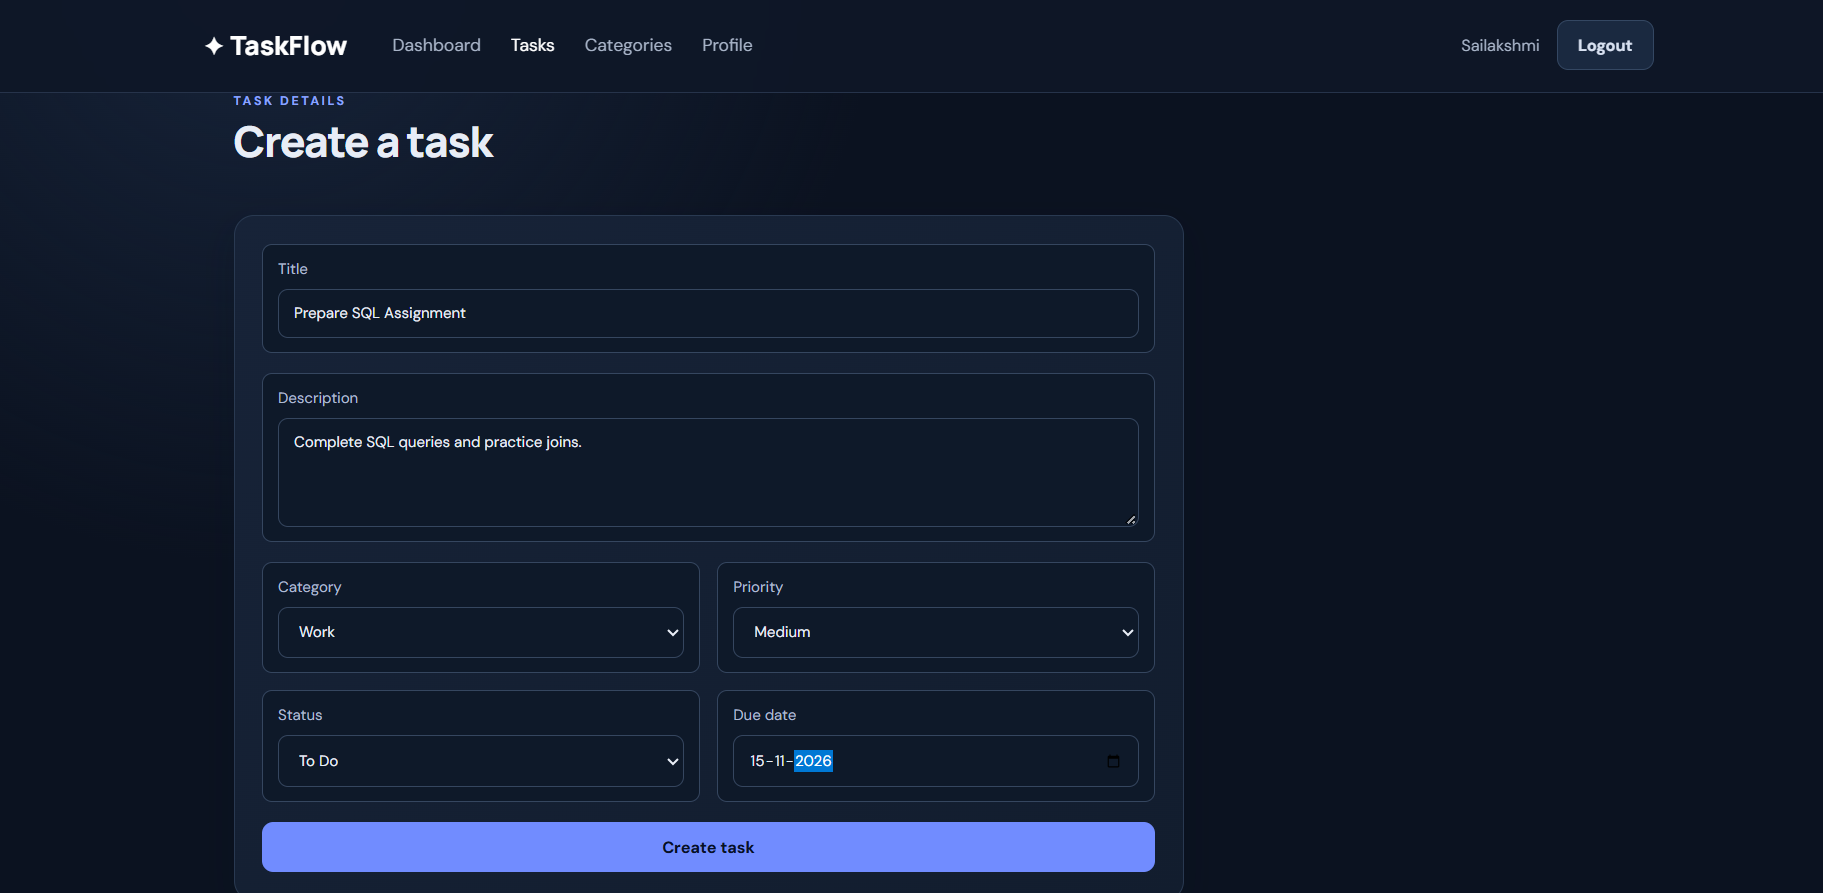 ✦ TaskFlow Dashboard Tasks Categories Profile Sailakshmi Logout
TASK DETAILS
Create a task
Title
Prepare SQL Assignment
Description
Complete SQL queries and practice joins.
Category Priority
Work Medium
Status Due date
To Do 15-11-2026
Create task